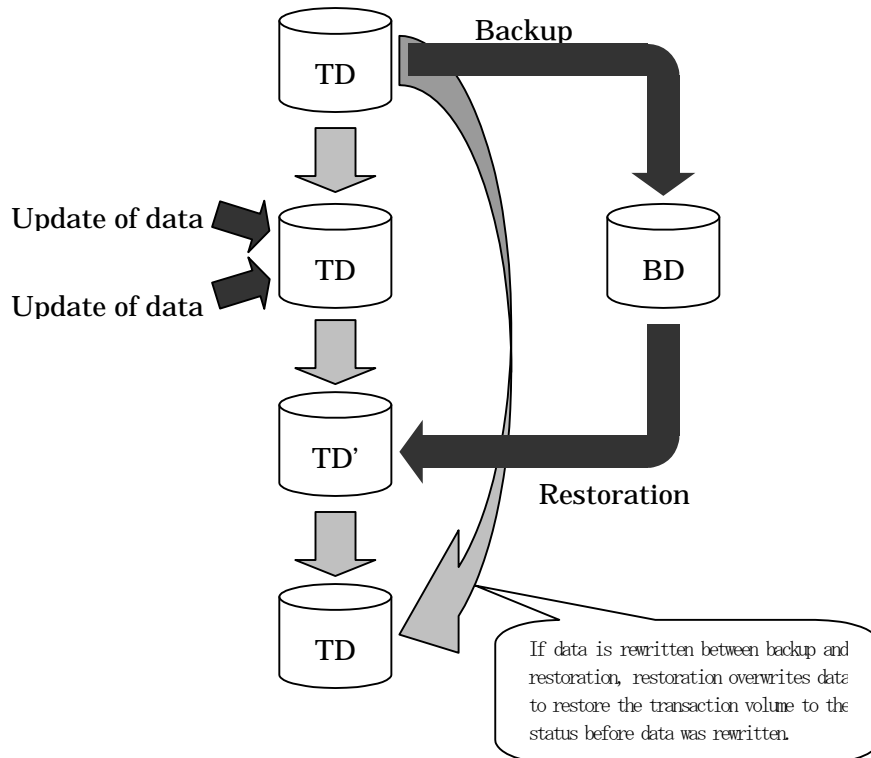 Backup
TD
Update of data
TD
BD
Update of data
TD’
Restoration
TD
If data is rewritten between backup and
restoration, restoration overwrites data
to restore the transaction volume to the
status before data was rewritten.